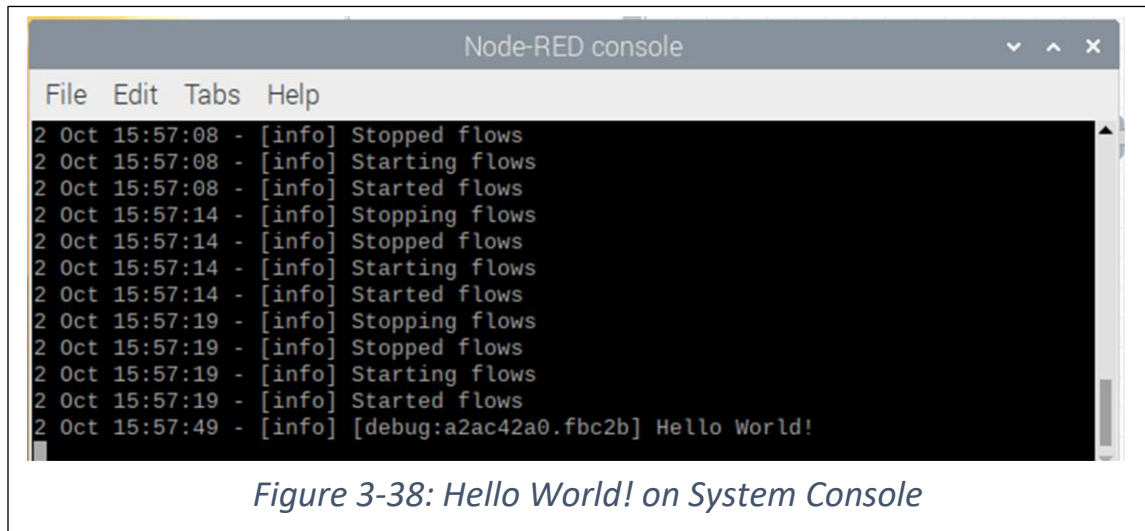 Node-RED console
File Edit Tabs Help
2 Oct 15:57:08 - [info] Stopped flows
2 Oct 15:57:08 - [info] Starting flows
2 Oct 15:57:08 - [info] Started flows
2 Oct 15:57:14 - [info] Stopping flows
2 Oct 15:57:14 - [info] Stopped flows
2 Oct 15:57:14 - [info] Starting flows
2 Oct 15:57:14 - [info] Started flows
2 Oct 15:57:19 - [info] Stopping flows
2 Oct 15:57:19 - [info] Stopped flows
2 Oct 15:57:19 - [info] Starting flows
2 Oct 15:57:19 - [info] Started flows
2 Oct 15:57:49 - [info] [debug:a2ac42a0.fbc2b] Hello World!
Figure 3-38: Hello World! on System Console